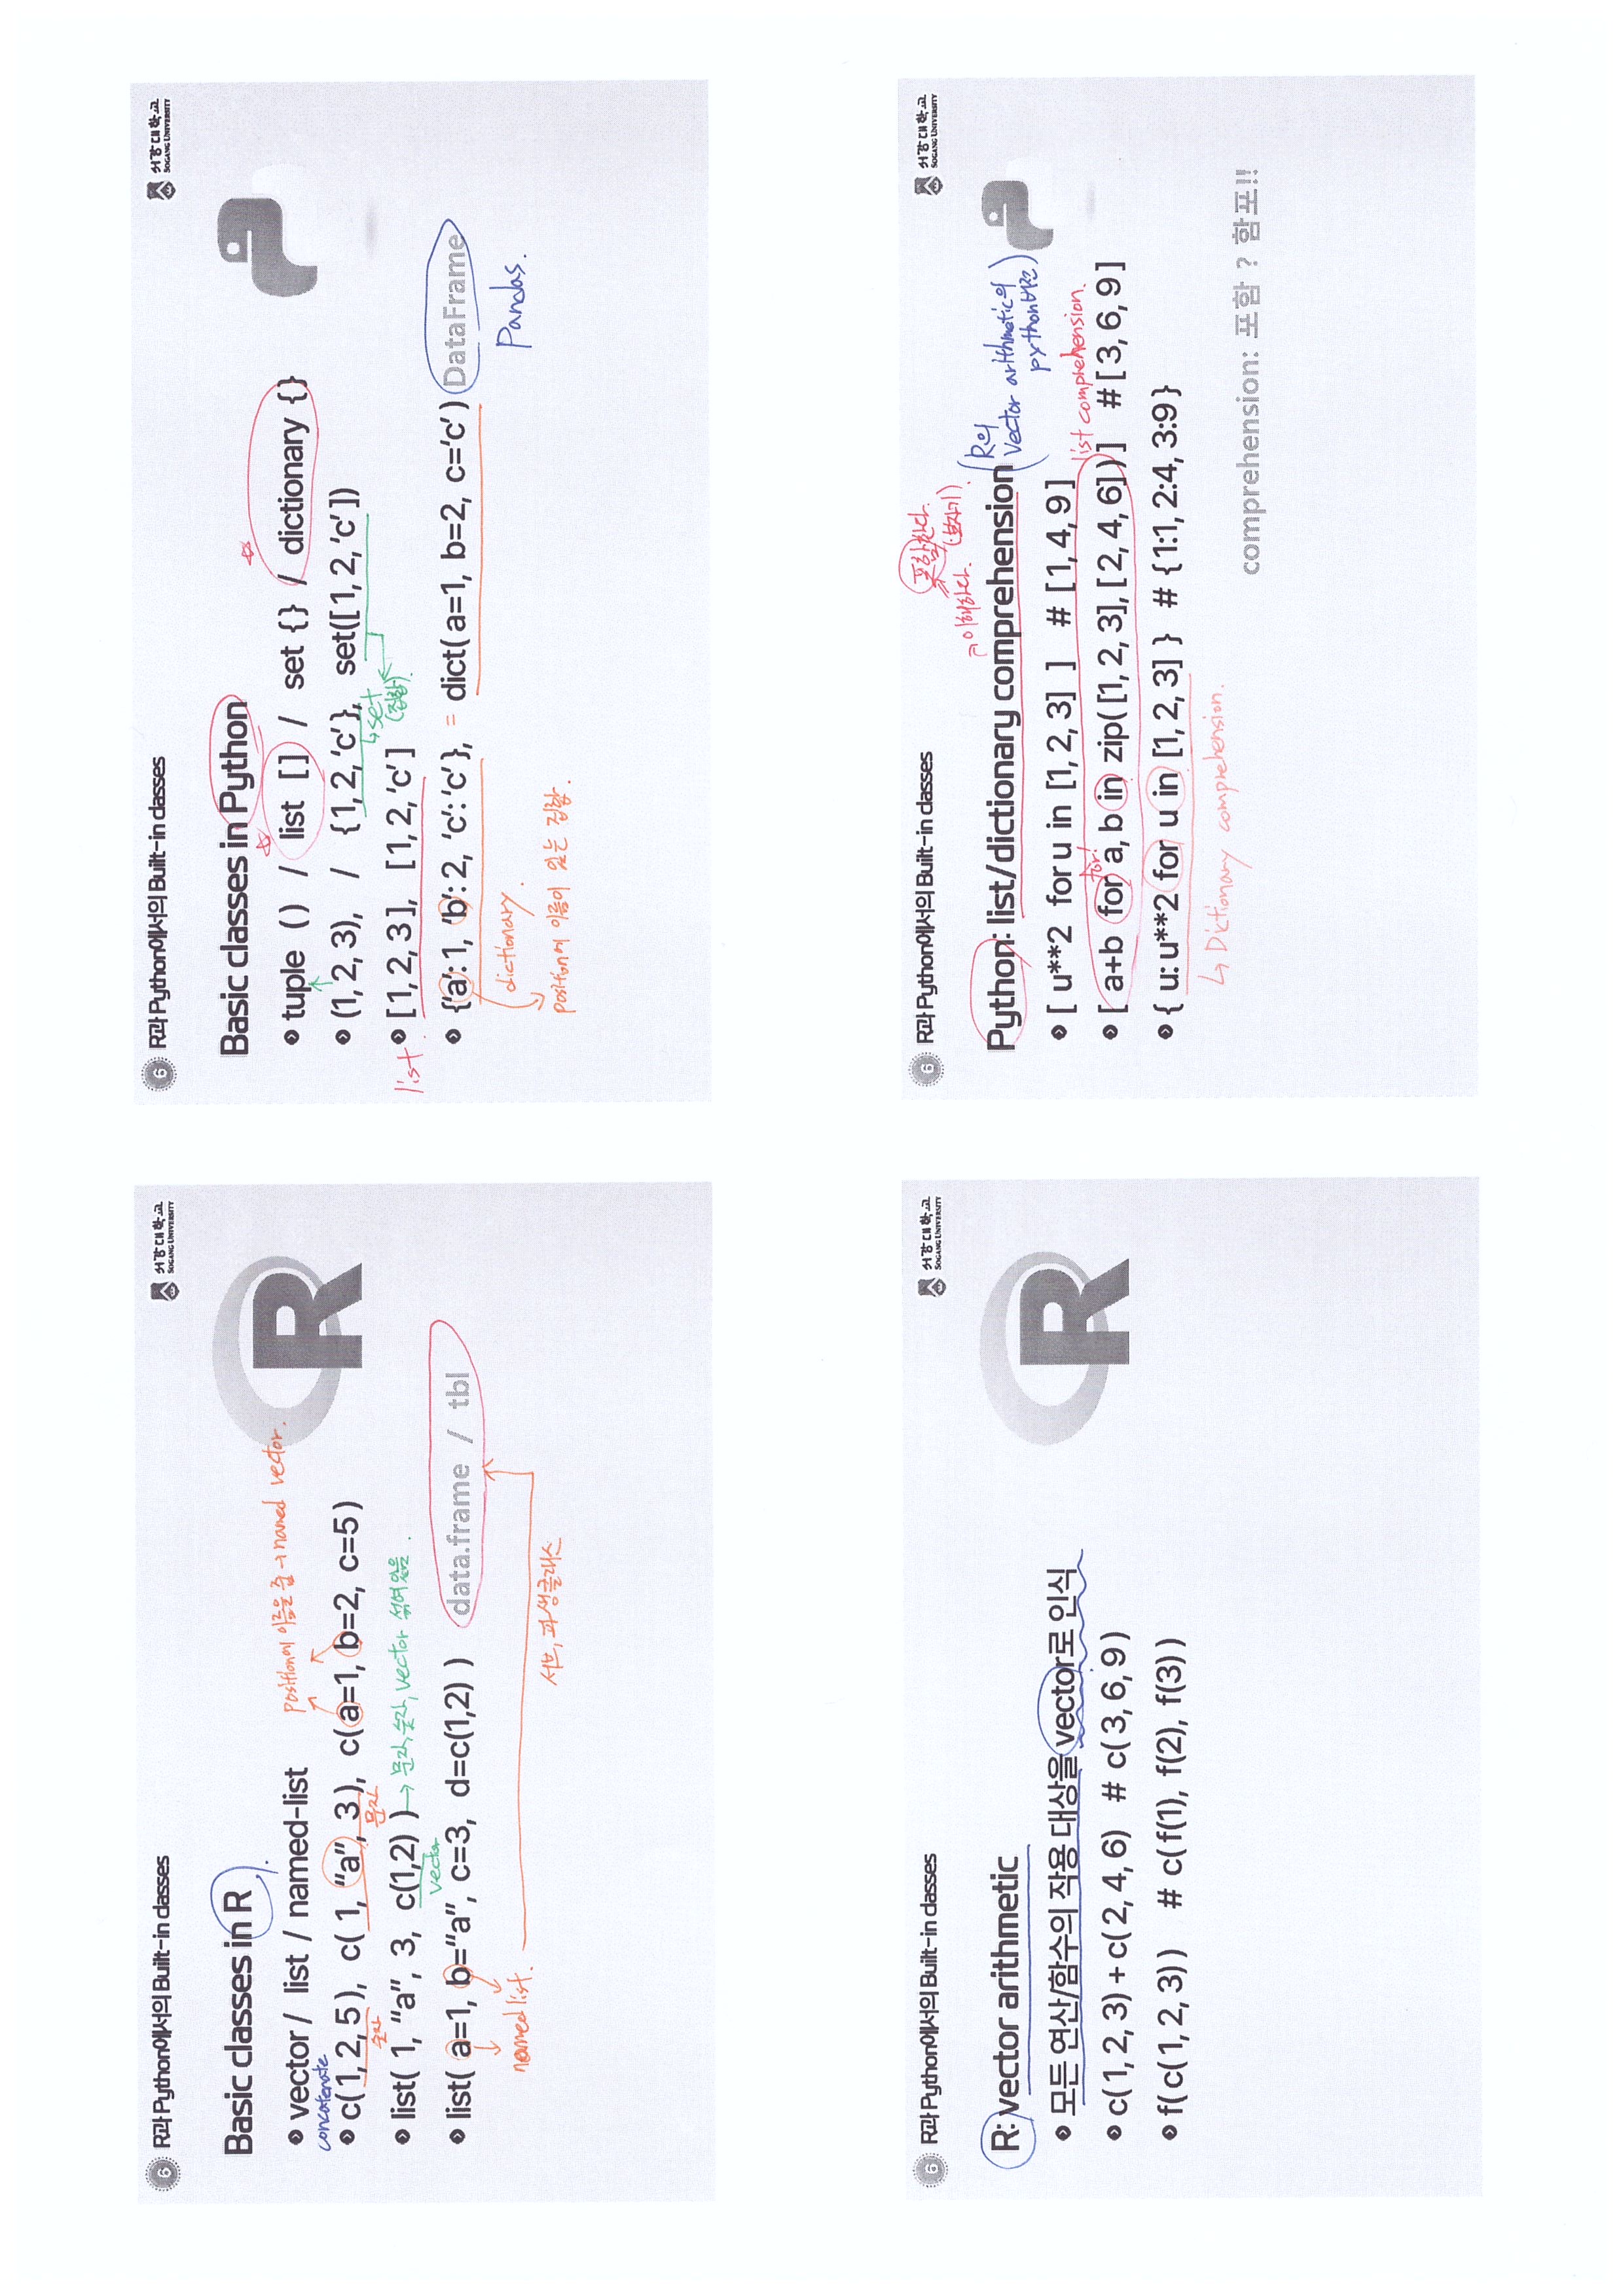 6 R과 Python에서의 Built-in classes
서강대학교
SOGANG UNIVERSITY
Basic classes in R
position에 이름을 줌 → named vector.
vector / list / named-list
concatenate
c( 1, 2, 5 ), c( 1, “a”, 3 ), c( a=1, b=2, c=5 )
숫자
문자
list( 1, “a”, 3, c(1,2) ) → 문자, 숫자, vector 섞여있음.
vector
list( a=1, b=“a”, c=3, d=c(1,2) ) data.frame / tbl
named list.
서브, 파생클래스
6 R과 Python에서의 Built-in classes
서강대학교
SOGANG UNIVERSITY
Basic classes in Python
tuple () / list [] / set {} / dictionary {}
(1, 2, 3), / {1, 2, ‘c’}, set([ 1, 2, ‘c’ ])
↳ set
(집합)
list [ 1, 2, 3 ], [ 1, 2, ‘c’ ]
{‘a’: 1, ‘b’: 2, ‘c’: ‘c’ }, = dict( a=1, b=2, c=‘c’ ) DataFrame
dictionary.
Pandas.
position에 이름이 있는 집합.
6 R과 Python에서의 Built-in classes
서강대학교
SOGANG UNIVERSITY
R: vector arithmetic
모든 연산/함수의 작용 대상을 vector로 인식
c( 1, 2, 3 ) + c( 2, 4, 6 ) # c( 3, 6, 9 )
f( c( 1, 2, 3 ) ) # c( f(1), f(2), f(3) )
6 R과 Python에서의 Built-in classes
서강대학교
SOGANG UNIVERSITY
포함한다.
이해하다. (보자기)
Python: list/dictionary comprehension
(R의
vector arithmetic의
python버전)
[ u**2 for u in [1, 2, 3] ] # [ 1, 4, 9 ]
for!
list comprehension.
[ a+b for a, b in zip( [1, 2, 3], [ 2, 4, 6] ) ] # [ 3, 6, 9 ]
{ u: u**2 for u in [1, 2, 3] } # { 1:1, 2:4, 3:9 }
↳ Dictionary comprehension.
comprehension: 포함 ? 함포!!